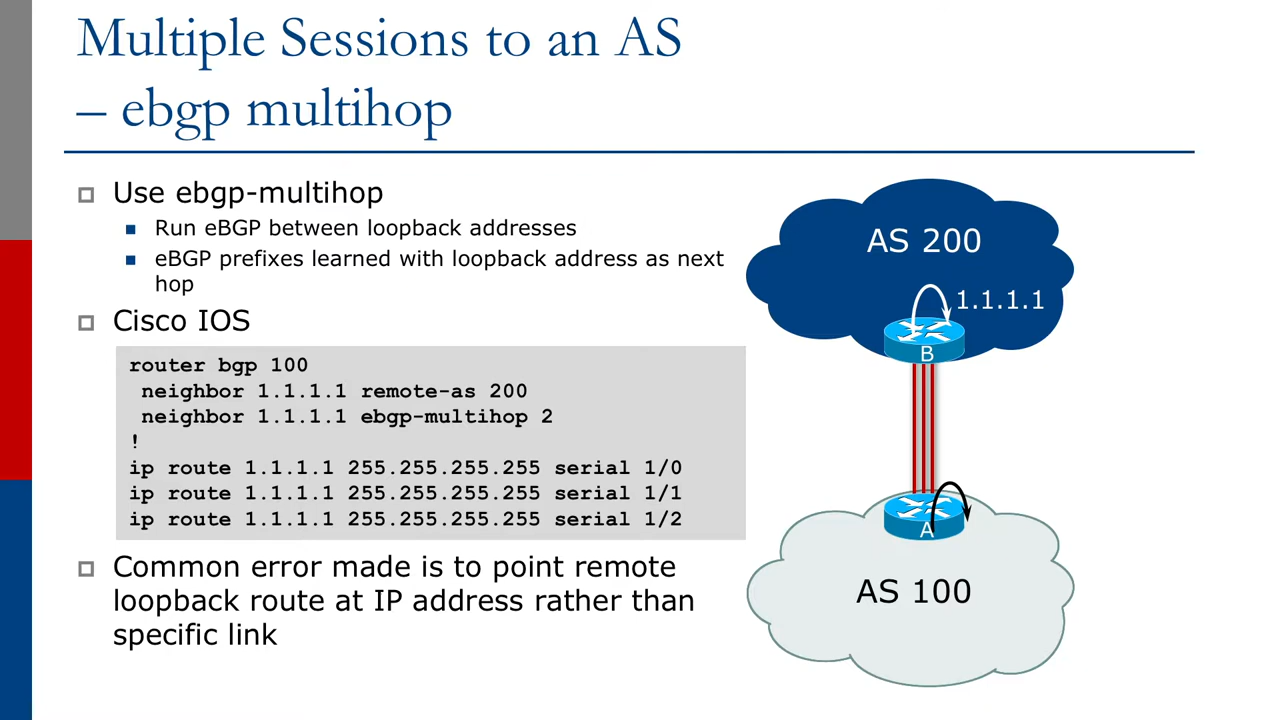 Multiple Sessions to an AS
– ebgp multihop
Use ebgp-multihop
Run eBGP between loopback addresses
eBGP prefixes learned with loopback address as next
hop
Cisco IOS
router bgp 100
neighbor 1.1.1.1 remote-as 200
neighbor 1.1.1.1 ebgp-multihop 2
!
ip route 1.1.1.1 255.255.255.255 serial 1/0
ip route 1.1.1.1 255.255.255.255 serial 1/1
ip route 1.1.1.1 255.255.255.255 serial 1/2
Common error made is to point remote
loopback route at IP address rather than
specific link
AS 200
1.1.1.1
B
A
AS 100